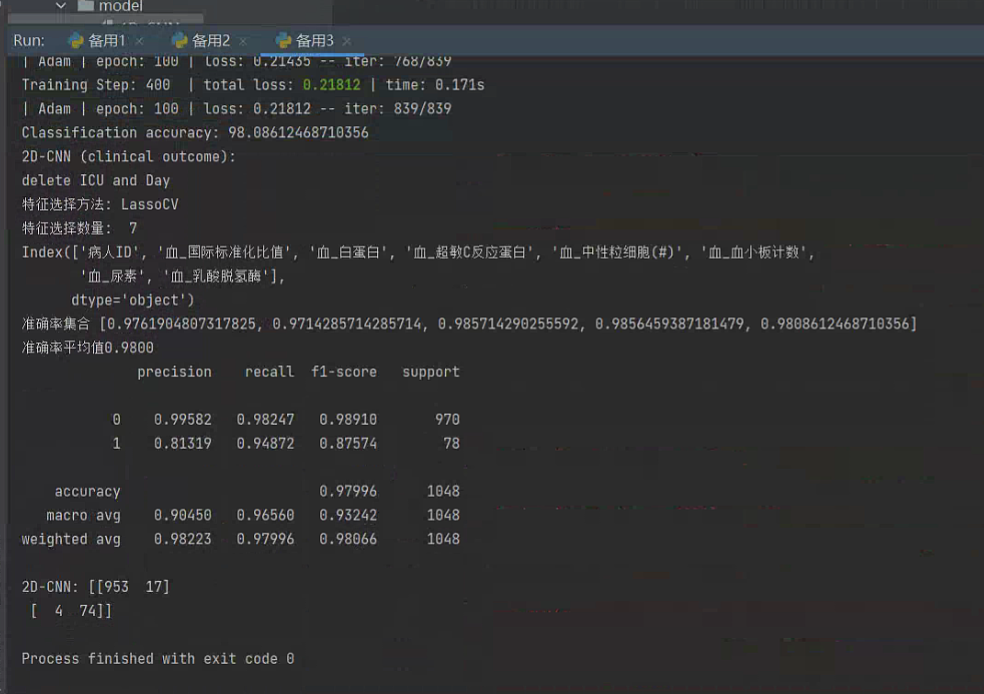 model
Run: 备用1 × 备用2 × 备用3 ×
| Adam | epoch: 100 | loss: 0.21435 -- iter: 768/839
Training Step: 400 | total loss: 0.21812 | time: 0.171s
| Adam | epoch: 100 | loss: 0.21812 -- iter: 839/839
Classification accuracy: 98.08612468710356
2D-CNN (clinical outcome):
delete ICU and Day
特征选择方法: LassoCV
特征选择数量: 7
Index(['病人ID', '血_国际标准化比值', '血_白蛋白', '血_超敏C反应蛋白', '血_中性粒细胞(#)', '血_血小板计数',
'血_尿素', '血_乳酸脱氢酶'],
dtype='object')
准确率集合 [0.9761904807317825, 0.9714285714285714, 0.985714290255592, 0.9856459387181479, 0.9808612468710356]
准确率平均值0.9800
precision recall f1-score support
0 0.99582 0.98247 0.98910 970
1 0.81319 0.94872 0.87574 78
accuracy 0.97996 1048
macro avg 0.90450 0.96560 0.93242 1048
weighted avg 0.98223 0.97996 0.98066 1048
2D-CNN: [[953 17]
[ 4 74]]
Process finished with exit code 0